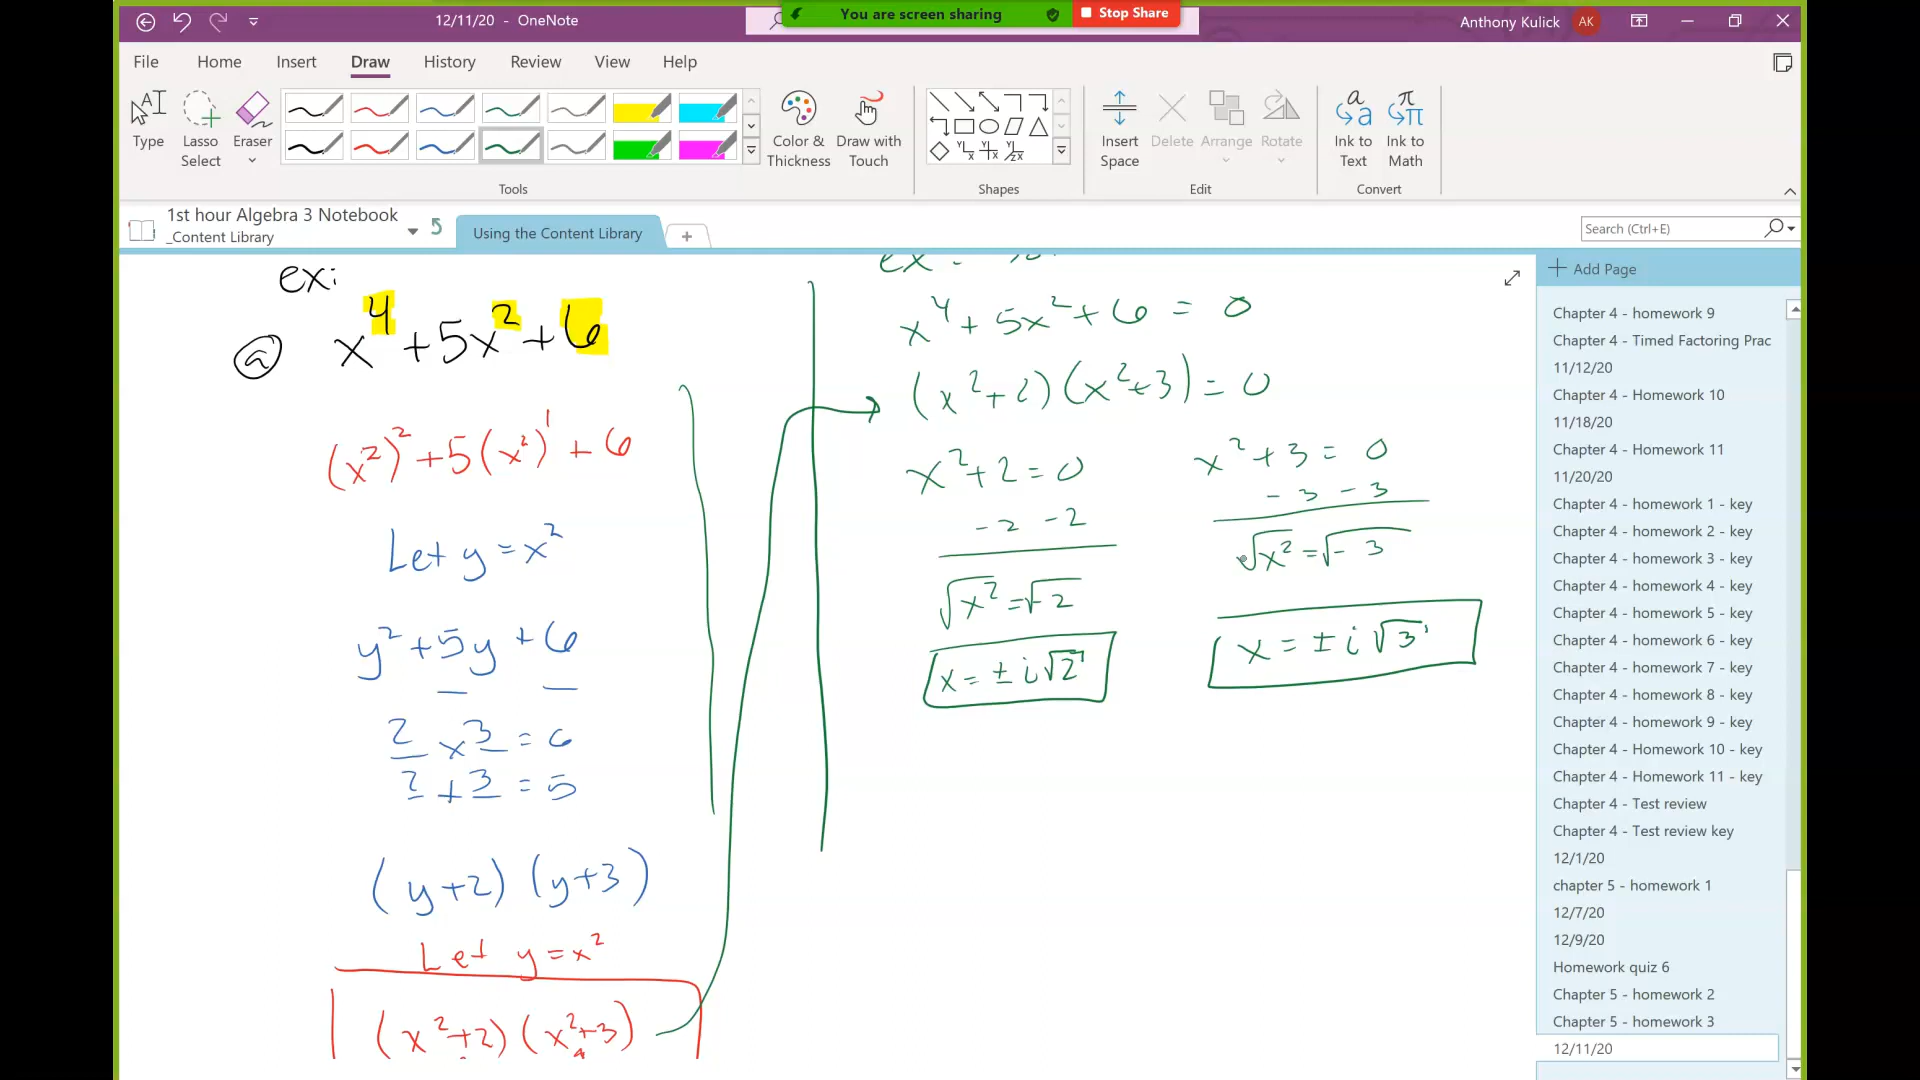 12/11/20 - OneNote
You are screen sharing
Stop Share
Anthony Kulick
AK
File Home Insert Draw History Review View Help
Type
Lasso Select
Eraser
Color & Thickness
Draw with Touch
Insert Space
Delete
Arrange
Rotate
Ink to Text
Ink to Math
Tools
Shapes
Edit
Convert
1st hour Algebra 3 Notebook
_Content Library
Using the Content Library
Search (Ctrl+E)
ex:
ⓐ x⁴ + 5x² + 6
(x²)² + 5(x²)¹ + 6
Let y = x²
y² + 5y + 6
2 x 3 = 6
2 + 3 = 5
(y+2) (y+3)
Let y = x²
(x²+2) (x²+3)
ex:
x⁴ + 5x² + 6 = 0
(x²+2)(x²+3) = 0
x² + 2 = 0
-2 -2
√x² = √-2
x = ± i√2
x² + 3 = 0
- 3 - 3
√x² = √- 3
x = ± i √3
Add Page
Chapter 4 - homework 9
Chapter 4 - Timed Factoring Prac
11/12/20
Chapter 4 - Homework 10
11/18/20
Chapter 4 - Homework 11
11/20/20
Chapter 4 - homework 1 - key
Chapter 4 - homework 2 - key
Chapter 4 - homework 3 - key
Chapter 4 - homework 4 - key
Chapter 4 - homework 5 - key
Chapter 4 - homework 6 - key
Chapter 4 - homework 7 - key
Chapter 4 - homework 8 - key
Chapter 4 - homework 9 - key
Chapter 4 - Homework 10 - key
Chapter 4 - Homework 11 - key
Chapter 4 - Test review
Chapter 4 - Test review key
12/1/20
chapter 5 - homework 1
12/7/20
12/9/20
Homework quiz 6
Chapter 5 - homework 2
Chapter 5 - homework 3
12/11/20